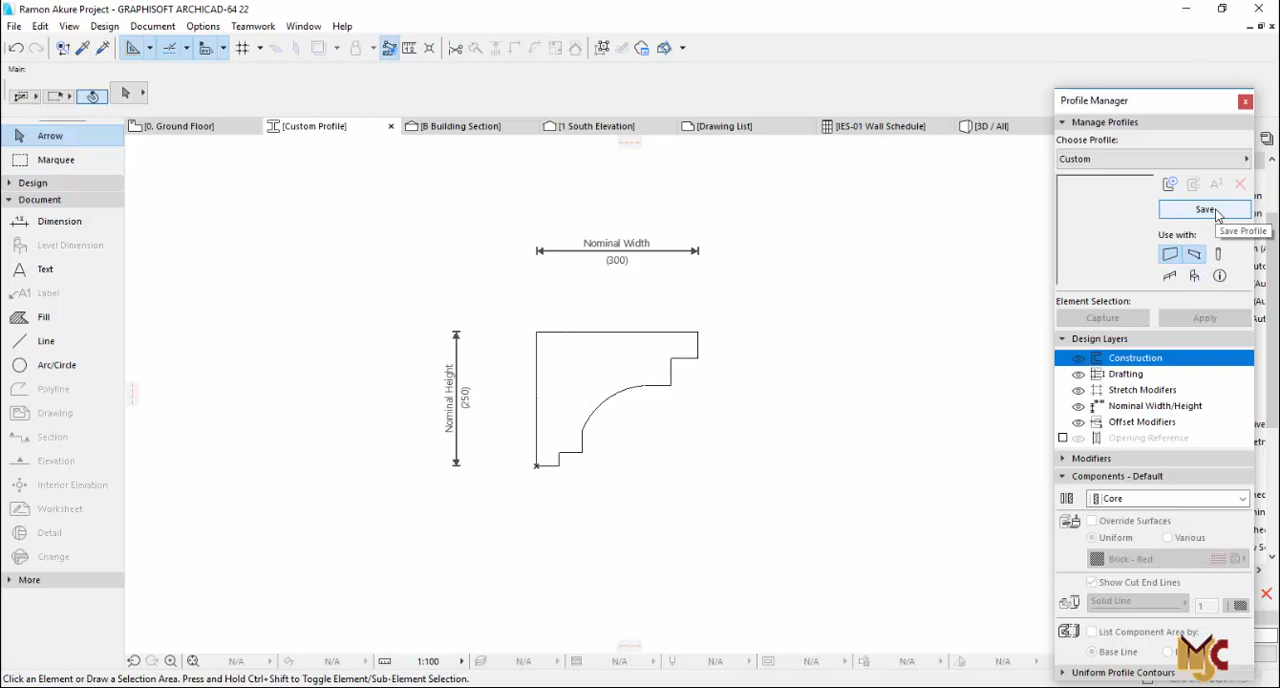 Ramon Akure Project - GRAPHISOFT ARCHICAD-64 22
File Edit View Design Document Options Teamwork Window Help
Main:
[0. Ground Floor] [Custom Profile] [B Building Section] [1 South Elevation] [Drawing List] [IES-01 Wall Schedule] [3D / All]
Arrow
Marquee
Design
Document
Dimension
Level Dimension
Text
Label
Fill
Line
Arc/Circle
Polyline
Drawing
Section
Elevation
Interior Elevation
Worksheet
Detail
Change
More
Nominal Width
(300)
Nominal Height
(250)
Profile Manager
Manage Profiles
Choose Profile:
Custom
Save
Save Profile
Use with:
Element Selection:
Capture Apply
Design Layers
Construction
Drafting
Stretch Modifers
Nominal Width/Height
Offset Modifiers
Opening Reference
Modifiers
Components - Default
Core
Override Surfaces
Uniform Various
Brick - Red
Show Cut End Lines
Solid Line 1
List Component Area by:
Base Line
MJC
Uniform Profile Contours
N/A N/A 1:100 N/A N/A N/A N/A N/A N/A
Click an Element or Draw a Selection Area. Press and Hold Ctrl+Shift to Toggle Element/Sub-Element Selection.